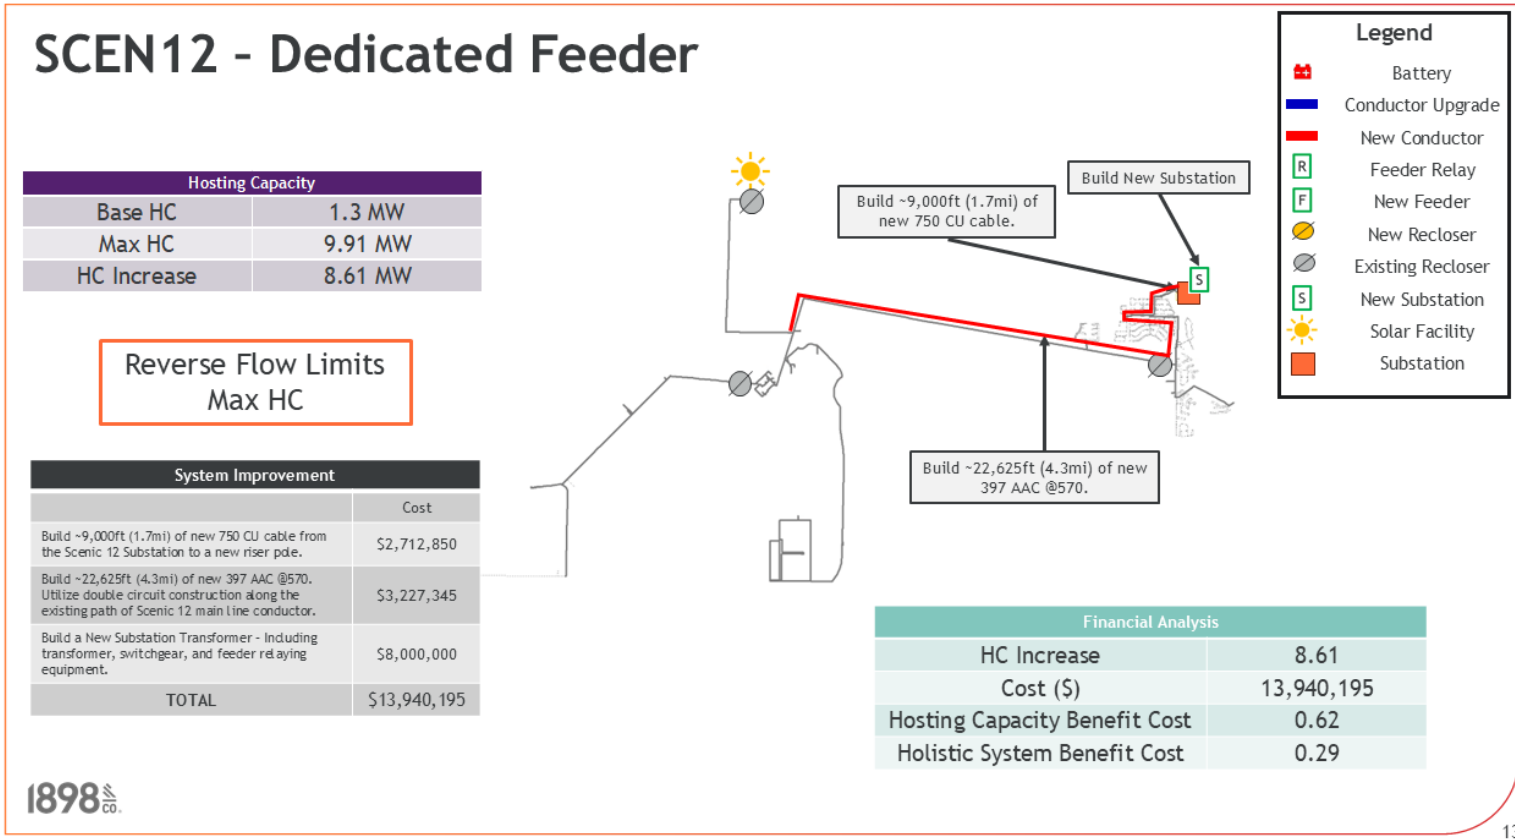 SCEN12 – Dedicated Feeder
Legend
Battery
Conductor Upgrade
New Conductor
R Feeder Relay
F New Feeder
New Recloser
Existing Recloser
S New Substation
Solar Facility
Substation
Hosting Capacity
Base HC 1.3 MW
Max HC 9.91 MW
HC Increase 8.61 MW
Build ~9,000ft (1.7mi) of
new 750 CU cable.
Build New Substation
S
Reverse Flow Limits
Max HC
Build ~22,625ft (4.3mi) of new
397 AAC @570.
System Improvement
Cost
Build ~9,000ft (1.7mi) of new 750 CU cable from
the Scenic 12 Substation to a new riser pole.
$2,712,850
Build ~22,625ft (4.3mi) of new 397 AAC @570.
Utilize double circuit construction along the
existing path of Scenic 12 main line conductor.
$3,227,345
Build a New Substation Transformer – Including
transformer, switchgear, and feeder relaying
equipment.
$8,000,000
TOTAL $13,940,195
Financial Analysis
HC Increase 8.61
Cost ($) 13,940,195
Hosting Capacity Benefit Cost 0.62
Holistic System Benefit Cost 0.29
1898 & CO.